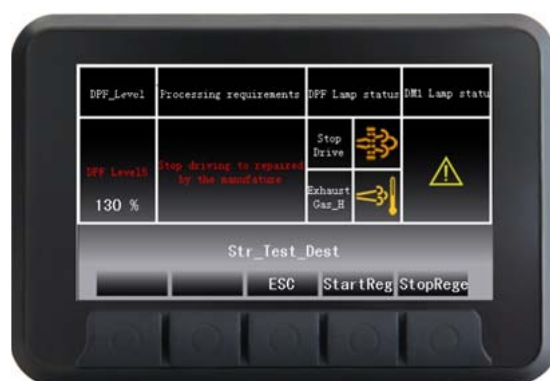 DPF_Level Processing requirements DPF Lamp status DM1 Lamp statu
DPF Level5
130 %
Stop driving to repaired
by the manufature
Stop
Drive
Exhaust
Gas_H
Str_Test_Dest
ESC StartReg StopRege